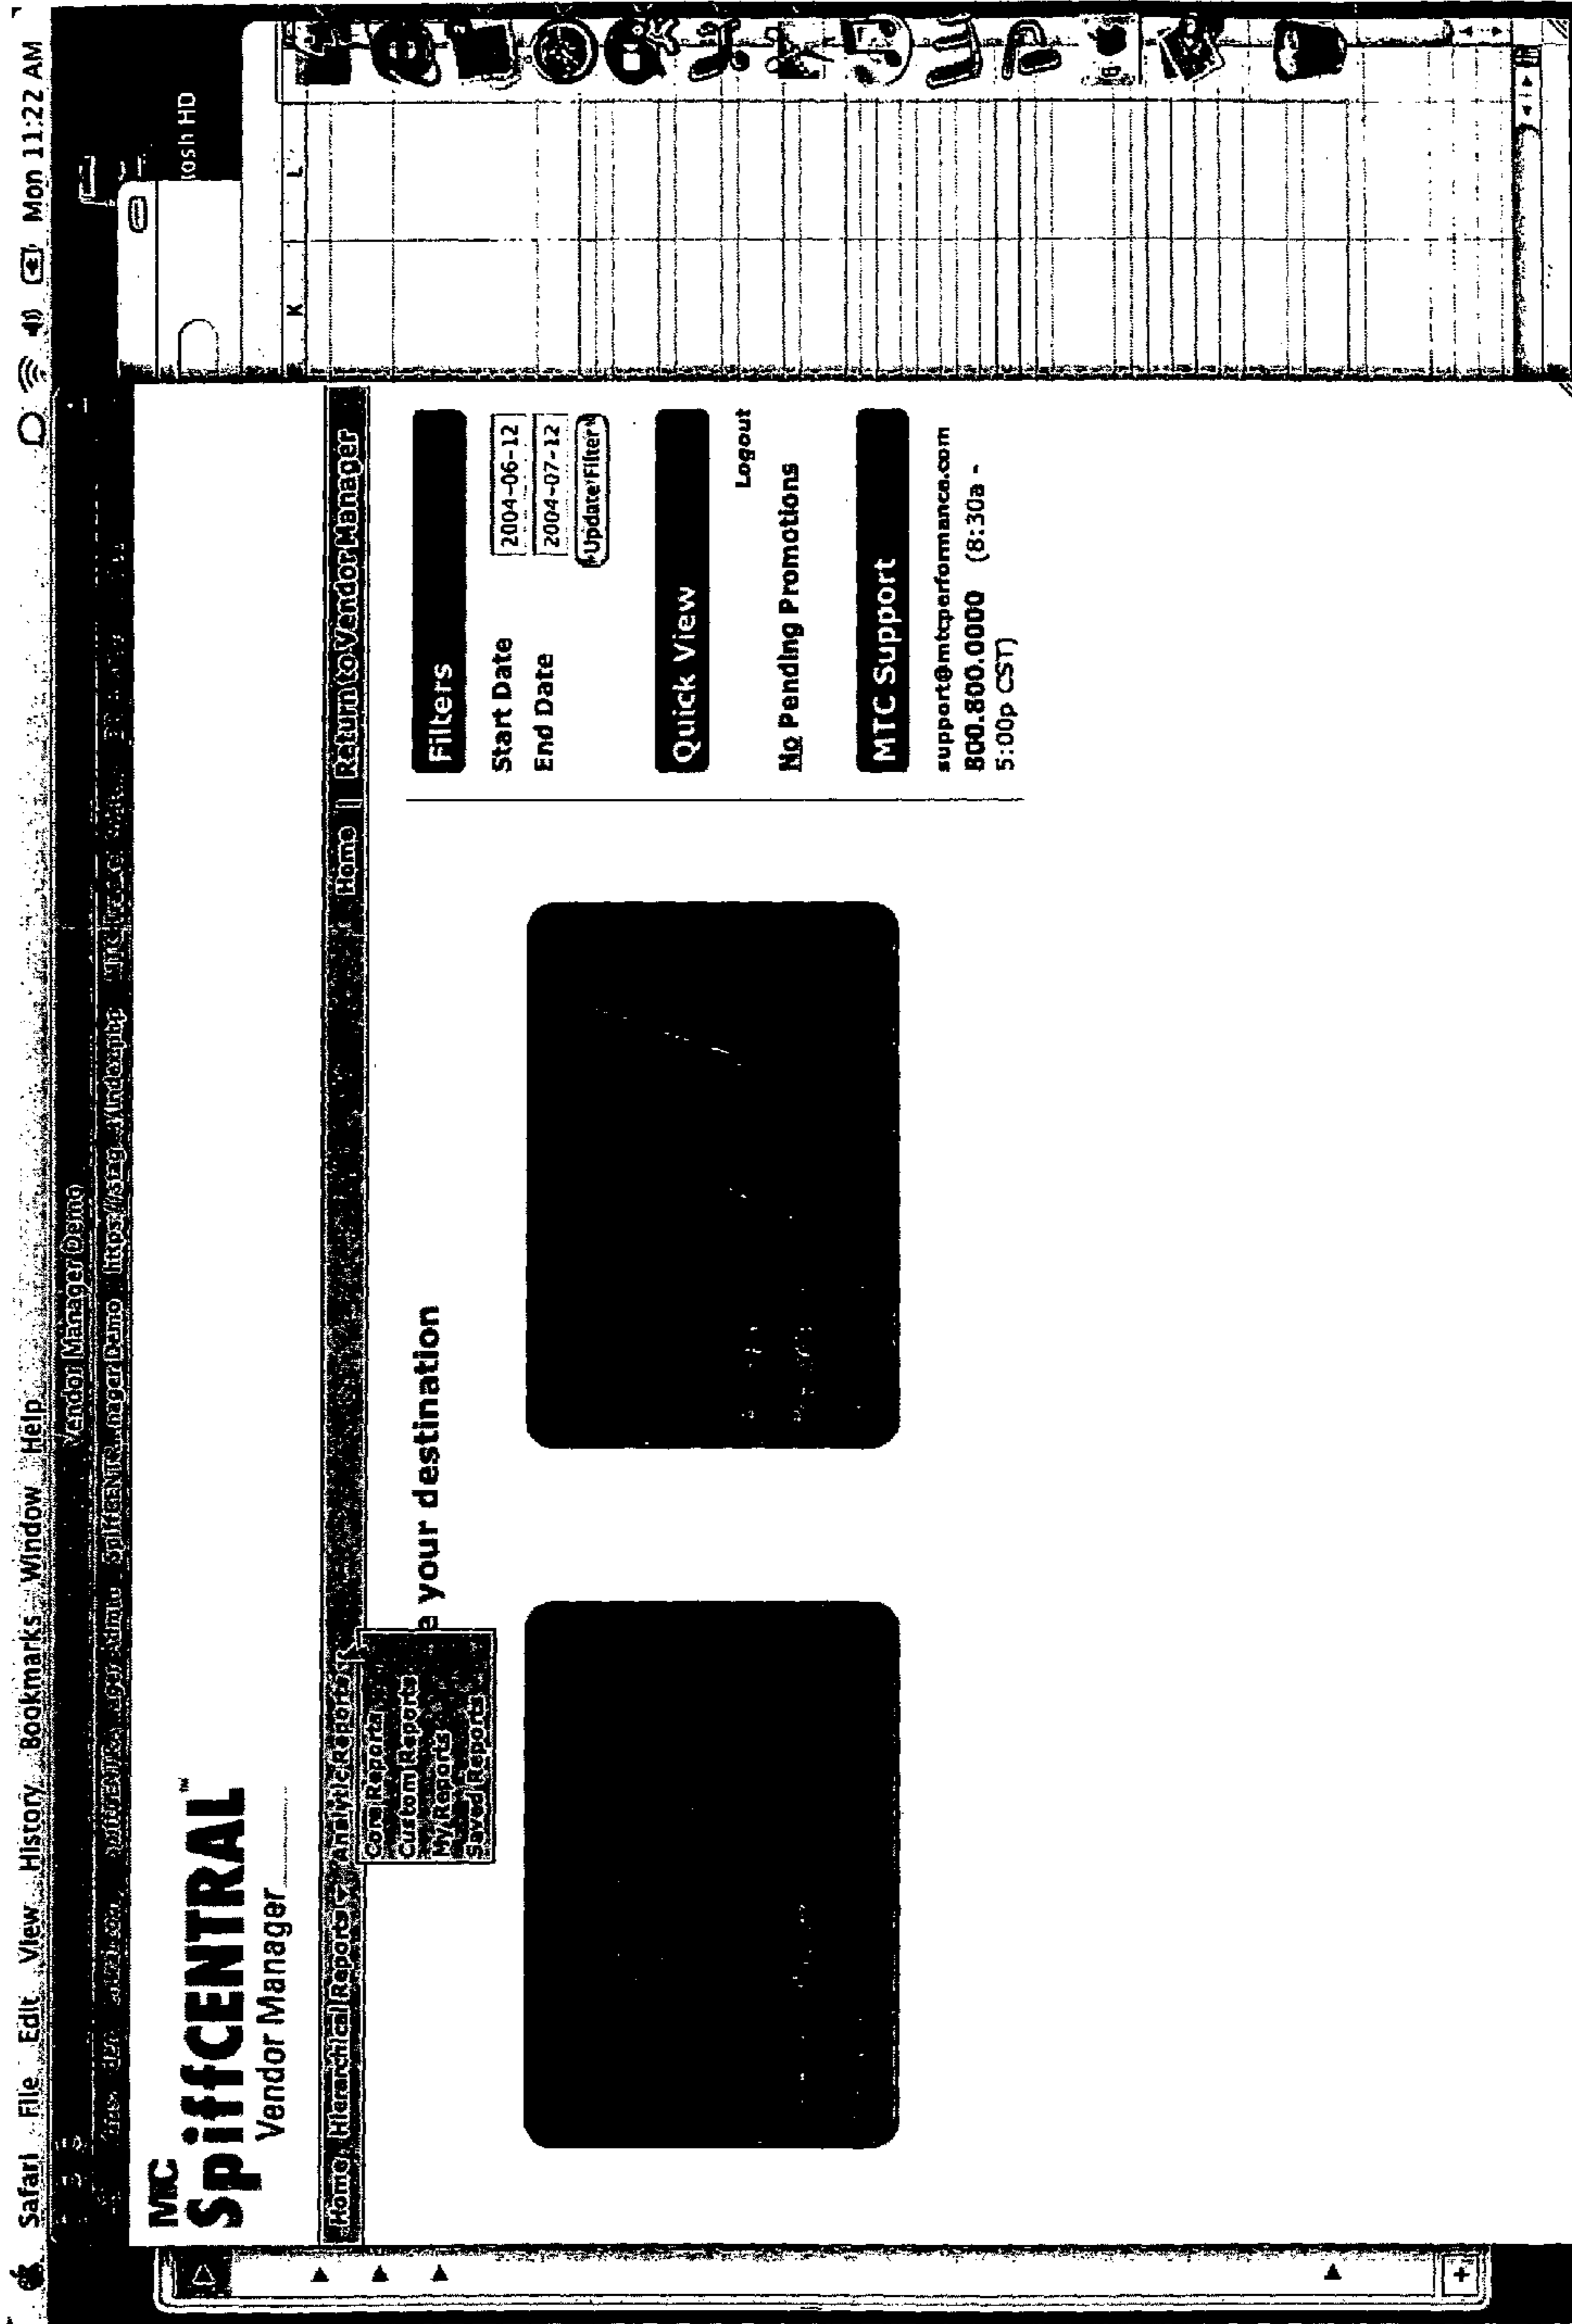 Safari File Edit View History Bookmarks Window Help
Mon 11:22 AM
Vendor Manager Demo
tosh HD
MTC
SpiffCENTRAL™
Vendor Manager
Home Hierarchical Reports Analytic Reports
Home | Return to Vendor Manager
Core Reports
Custom Reports
My Reports
Saved Reports
e your destination
Filters
Start Date 2004-06-12
End Date 2004-07-12
Update Filter
Quick View
Logout
No Pending Promotions
MTC Support
support@mtcperformance.com
800.800.0000 (8:30a -
5:00p CST)
K L